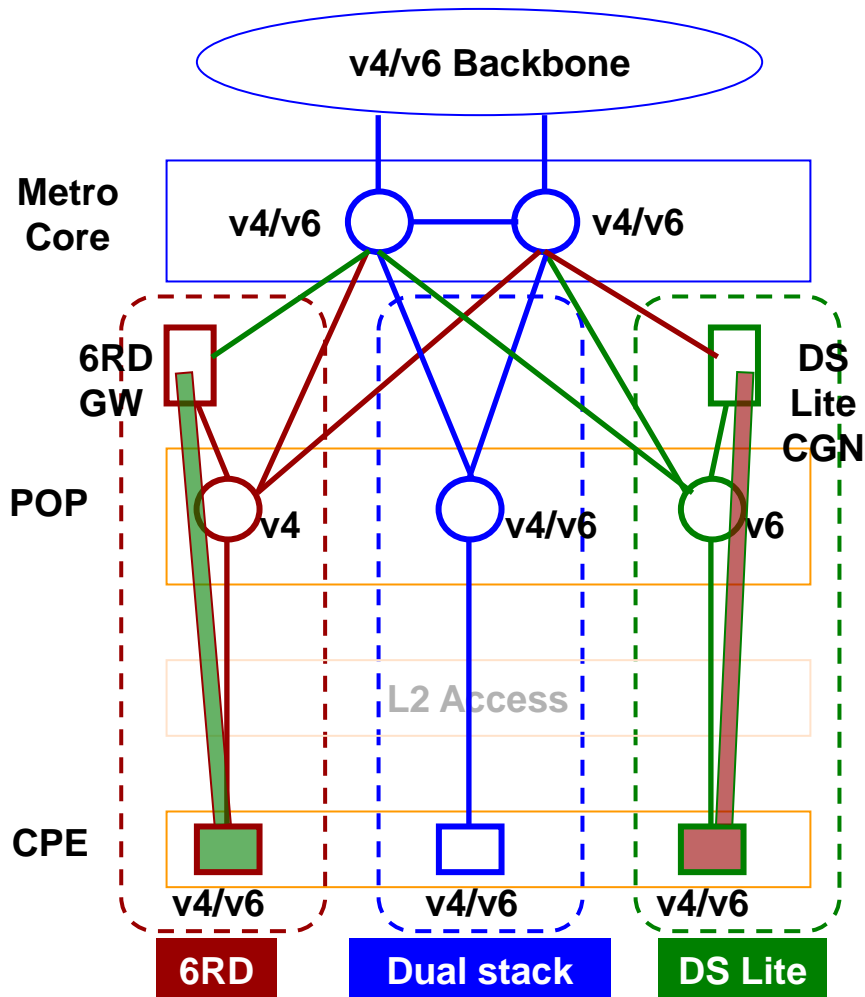 v4/v6 Backbone
Metro
Core
v4/v6
v4/v6
6RD
GW
DS
Lite
CGN
POP
v4
v4/v6
v6
L2 Access
CPE
v4/v6
v4/v6
v4/v6
6RD
Dual stack
DS Lite